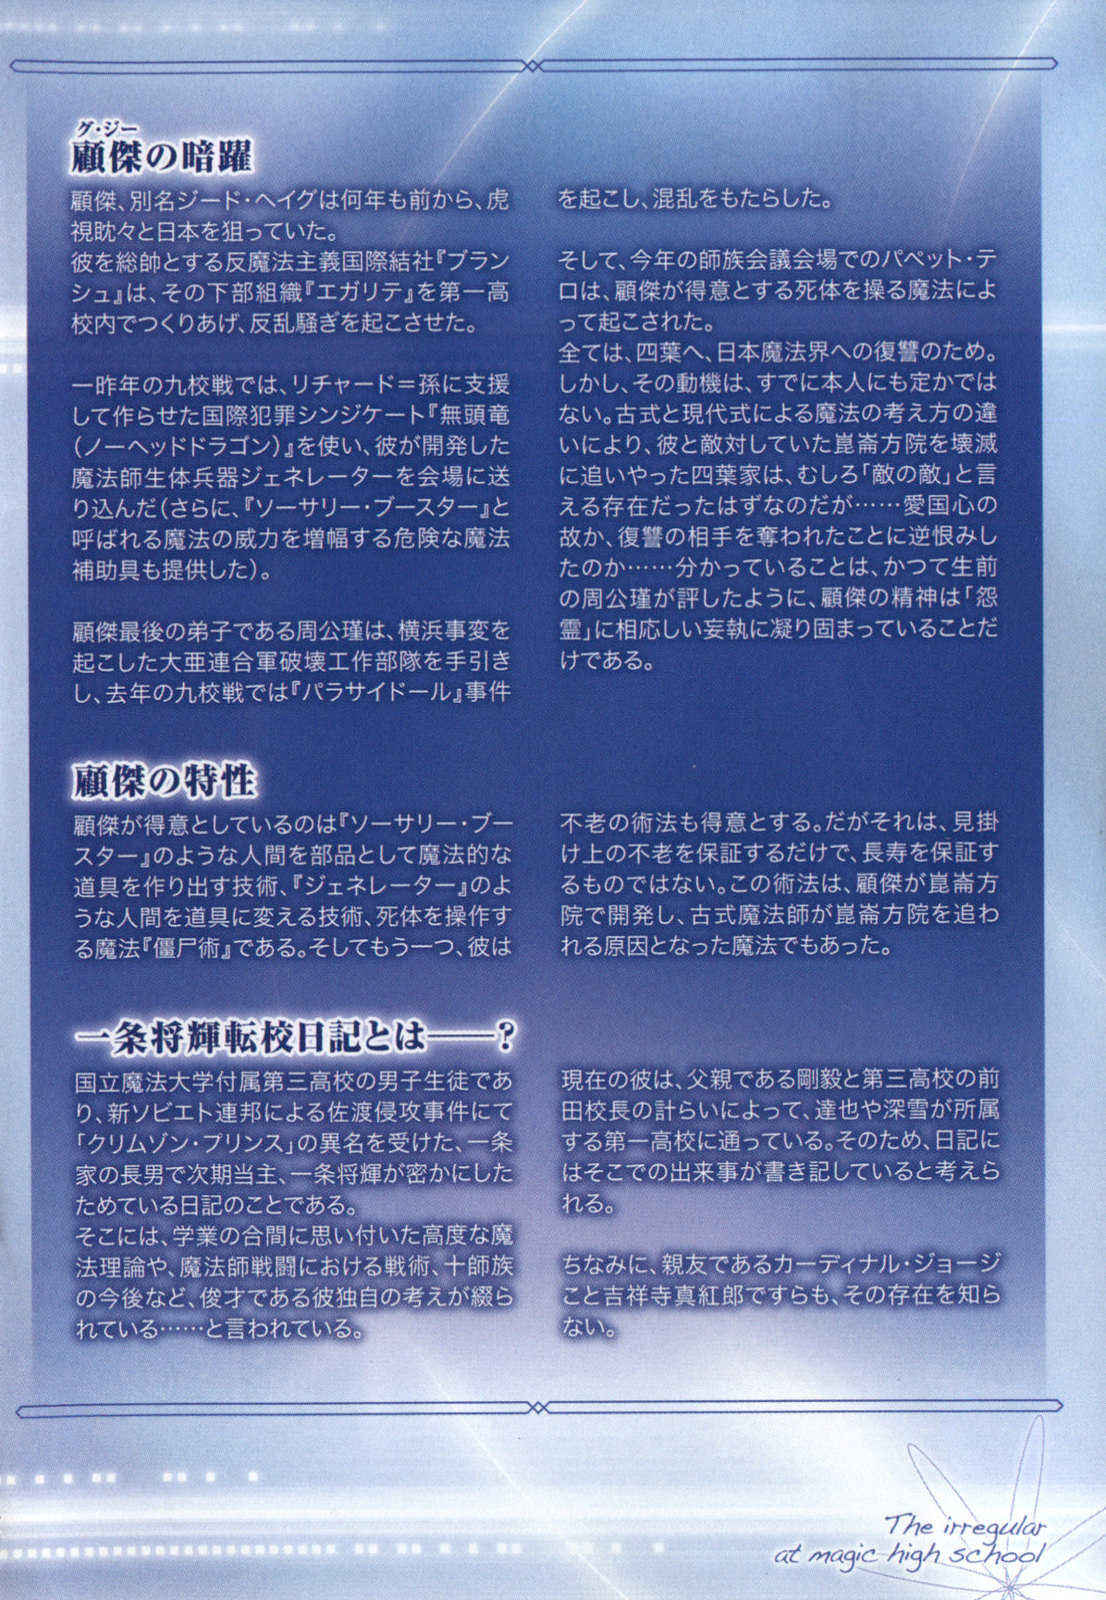 グ・ジー
顧傑の暗躍
顧傑、別名ジード・ヘイグは何年も前から、虎
視眈々と日本を狙っていた。
彼を総帥とする反魔法主義国際結社『ブラン
シュ』は、その下部組織『エガリテ』を第一高
校内でつくりあげ、反乱騒ぎを起こさせた。
一昨年の九校戦では、リチャード＝孫に支援
して作らせた国際犯罪シンジケート『無頭竜
（ノーヘッドドラゴン）』を使い、彼が開発した
魔法師生体兵器ジェネレーターを会場に送
り込んだ（さらに、『ソーサリー・ブースター』と
呼ばれる魔法の威力を増幅する危険な魔法
補助具も提供した）。
顧傑最後の弟子である周公瑾は、横浜事変を
起こした大亜連合軍破壊工作部隊を手引き
し、去年の九校戦では『パラサイドール』事件
を起こし、混乱をもたらした。
そして、今年の師族会議会場でのパペット・テ
ロは、顧傑が得意とする死体を操る魔法によ
って起こされた。
全ては、四葉へ、日本魔法界への復讐のため。
しかし、その動機は、すでに本人にも定かでは
ない。古式と現代式による魔法の考え方の違
いにより、彼と敵対していた崑崙方院を壊滅
に追いやった四葉家は、むしろ「敵の敵」と言
える存在だったはずなのだが……愛国心の
故か、復讐の相手を奪われたことに逆恨みし
たのか……分かっていることは、かつて生前
の周公瑾が評したように、顧傑の精神は「怨
霊」に相応しい妄執に凝り固まっていることだ
けである。
顧傑の特性
顧傑が得意としているのは『ソーサリー・ブー
スター』のような人間を部品として魔法的な
道具を作り出す技術、『ジェネレーター』のよ
うな人間を道具に変える技術、死体を操作す
る魔法『僵尸術』である。そしてもう一つ、彼は
不老の術法も得意とする。だがそれは、見掛
け上の不老を保証するだけで、長寿を保証す
るものではない。この術法は、顧傑が崑崙方
院で開発し、古式魔法師が崑崙方院を追わ
れる原因となった魔法でもあった。
一条将輝転校日記とは――？
国立魔法大学付属第三高校の男子生徒であ
り、新ソビエト連邦による佐渡侵攻事件にて
「クリムゾン・プリンス」の異名を受けた、一条
家の長男で次期当主、一条将輝が密かにした
ためている日記のことである。
そこには、学業の合間に思い付いた高度な魔
法理論や、魔法師戦闘における戦術、十師族
の今後など、俊才である彼独自の考えが綴ら
れている……と言われている。
現在の彼は、父親である剛毅と第三高校の前
田校長の計らいによって、達也や深雪が所属
する第一高校に通っている。そのため、日記に
はそこでの出来事が書き記していると考えら
れる。
ちなみに、親友であるカーディナル・ジョージ
こと吉祥寺真紅郎ですらも、その存在を知ら
ない。
The irregular
at magic high school